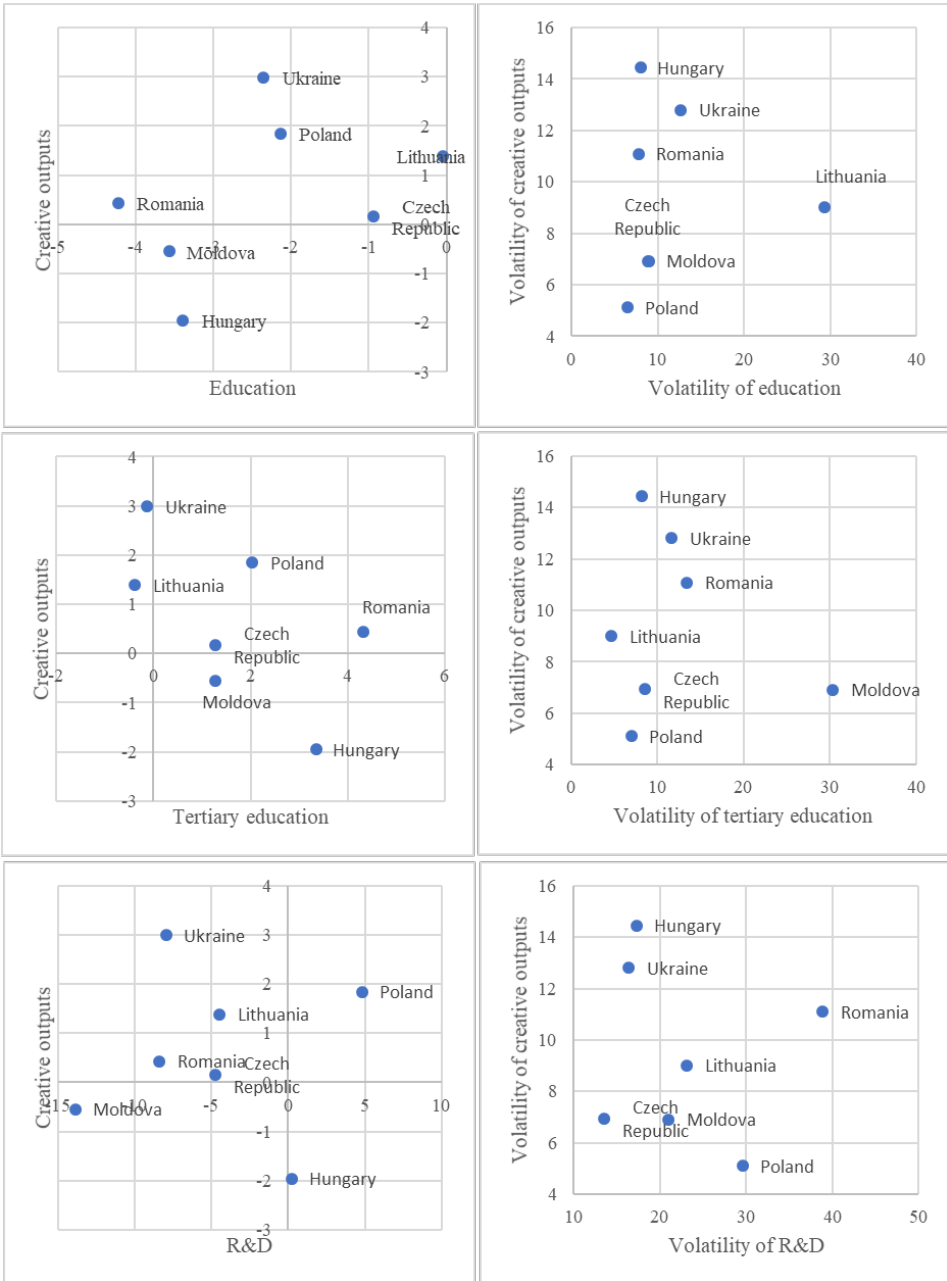 4
3
Ukraine
2
Poland
Lithuania
1
Romania
Czech
Republic
0
-5
-4
-3
-2
-1
0
Moldova
-1
Hungary
-2
-3
Creative outputs
Education
16
14
Hungary
Ukraine
12
Romania
10
Lithuania
8
Czech
Republic
Moldova
6
Poland
4
0
10
20
30
40
Volatility of creative outputs
Volatility of education
4
3
Ukraine
2
Poland
Lithuania
1
Romania
Czech
Republic
0
-2
0
2
4
6
Moldova
-1
-2
Hungary
-3
Creative outputs
Tertiary education
16
14
Hungary
Ukraine
12
Romania
10
Lithuania
8
Czech
Republic
Moldova
6
Poland
4
0
10
20
30
40
Volatility of creative outputs
Volatility of tertiary education
4
3
Ukraine
2
Poland
Lithuania
1
Romania
Czech
Republic
0
-15
-10
-5
0
5
10
Moldova
-1
-2
Hungary
-3
Creative outputs
R&D
16
14
Hungary
Ukraine
12
Romania
10
Lithuania
8
Czech
Republic
Moldova
6
Poland
4
10
20
30
40
50
Volatility of creative outputs
Volatility of R&D